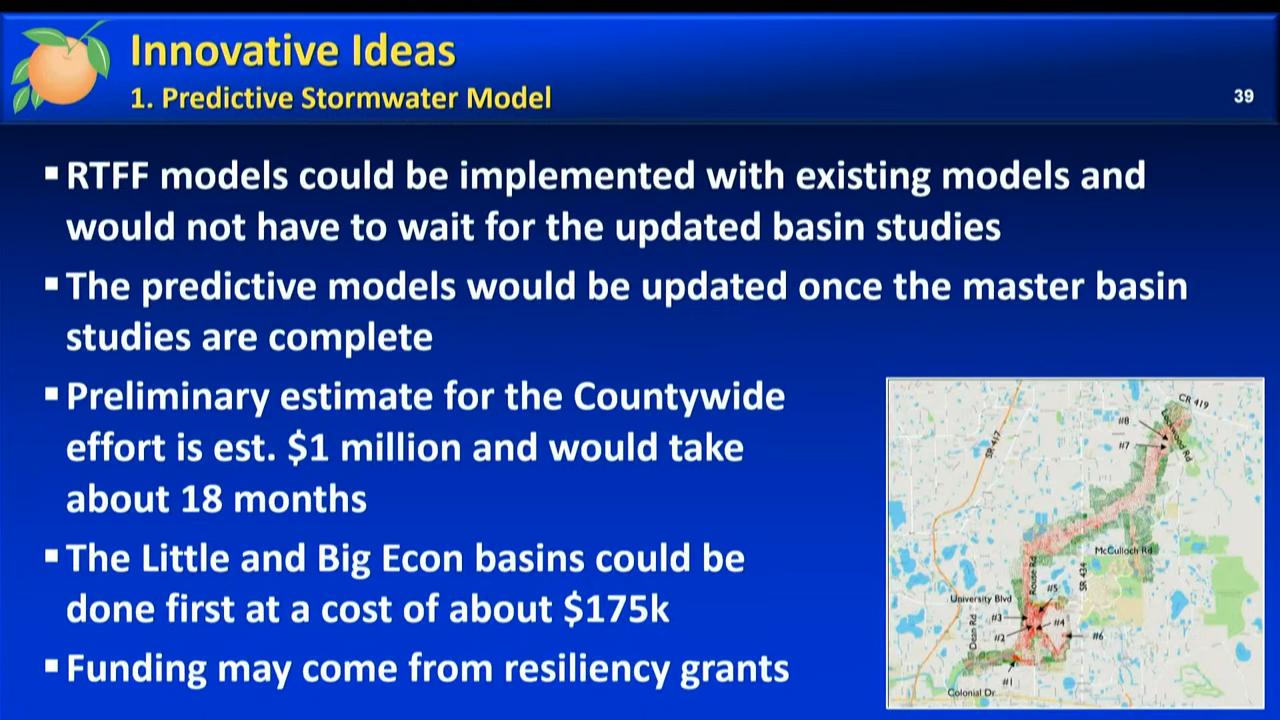 Innovative Ideas
1. Predictive Stormwater Model
39
▪ RTFF models could be implemented with existing models and
would not have to wait for the updated basin studies
▪ The predictive models would be updated once the master basin
studies are complete
▪ Preliminary estimate for the Countywide
effort is est. $1 million and would take
about 18 months
▪ The Little and Big Econ basins could be
done first at a cost of about $175k
▪ Funding may come from resiliency grants
CR 419
#8
#7
SR 417
McCulloch Rd
Rouse Rd
SR 434
#5
University Blvd
#3
#4
Dean Rd
#2
#6
#1
Colonial Dr